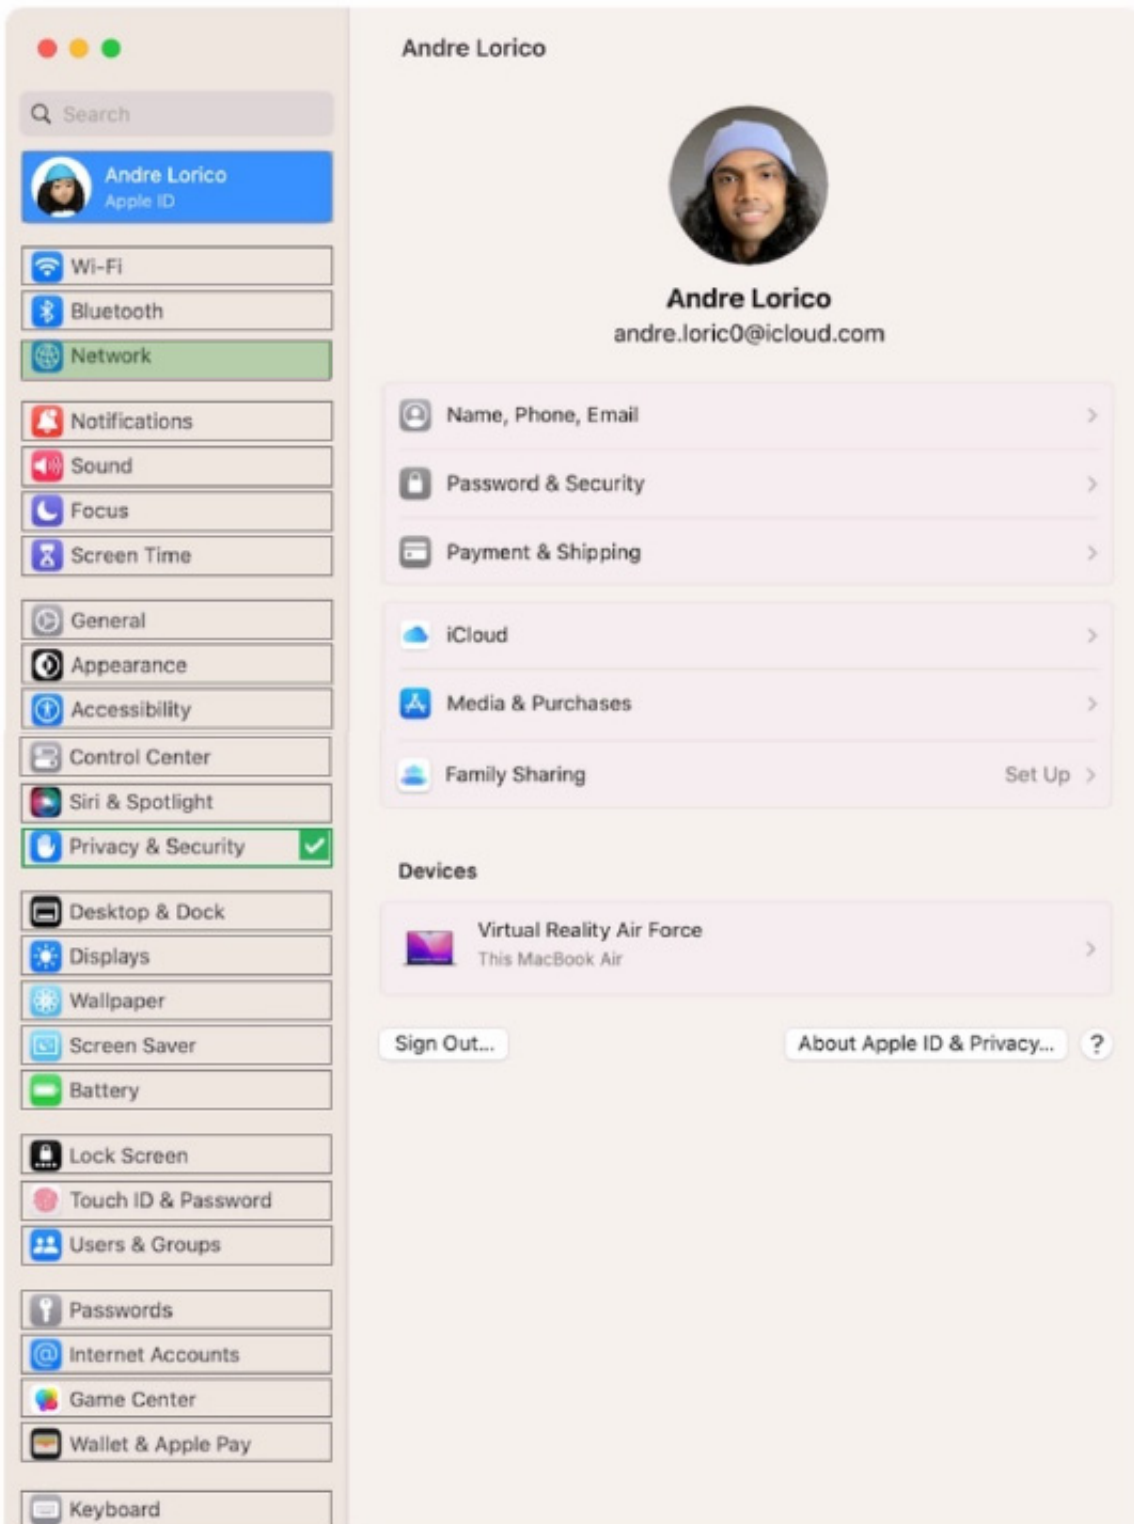 Andre Lorico
Search
Andre Lorico
Apple ID
Wi-Fi
Bluetooth
Network
Notifications
Sound
Focus
Screen Time
General
Appearance
Accessibility
Control Center
Siri & Spotlight
Privacy & Security
Desktop & Dock
Displays
Wallpaper
Screen Saver
Battery
Lock Screen
Touch ID & Password
Users & Groups
Passwords
Internet Accounts
Game Center
Wallet & Apple Pay
Keyboard
Andre Lorico
andre.loric0@icloud.com
Name, Phone, Email
Password & Security
Payment & Shipping
iCloud
Media & Purchases
Family Sharing Set Up
Devices
Virtual Reality Air Force
This MacBook Air
Sign Out... About Apple ID & Privacy... ?